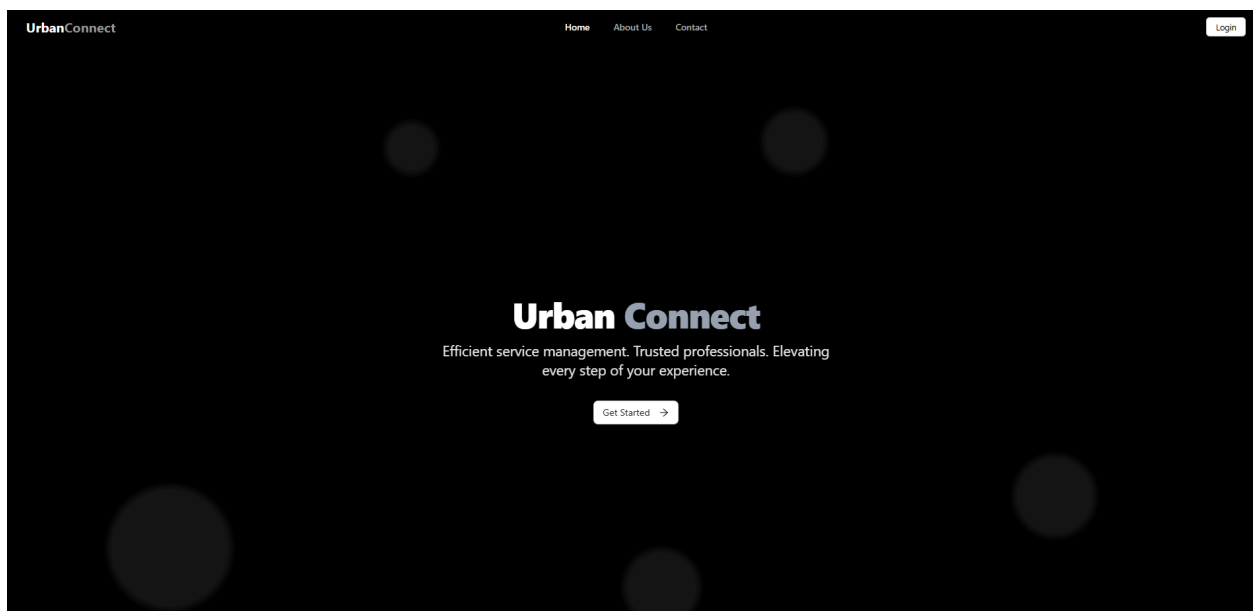 UrbanConnect
Home About Us Contact
Login
Urban Connect
Efficient service management. Trusted professionals. Elevating
every step of your experience.
Get Started